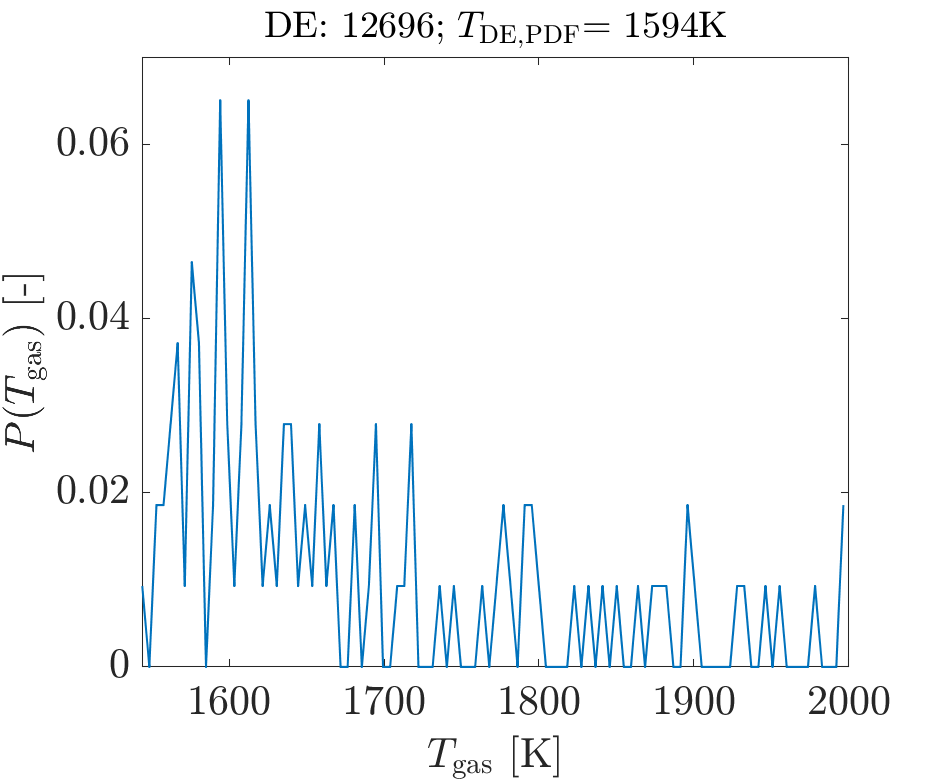 DE: 12696; T_DE,PDF= 1594K
0.06
0.04
0.02
0
P(T_gas) [-]
1600 1700 1800 1900 2000
T_gas [K]